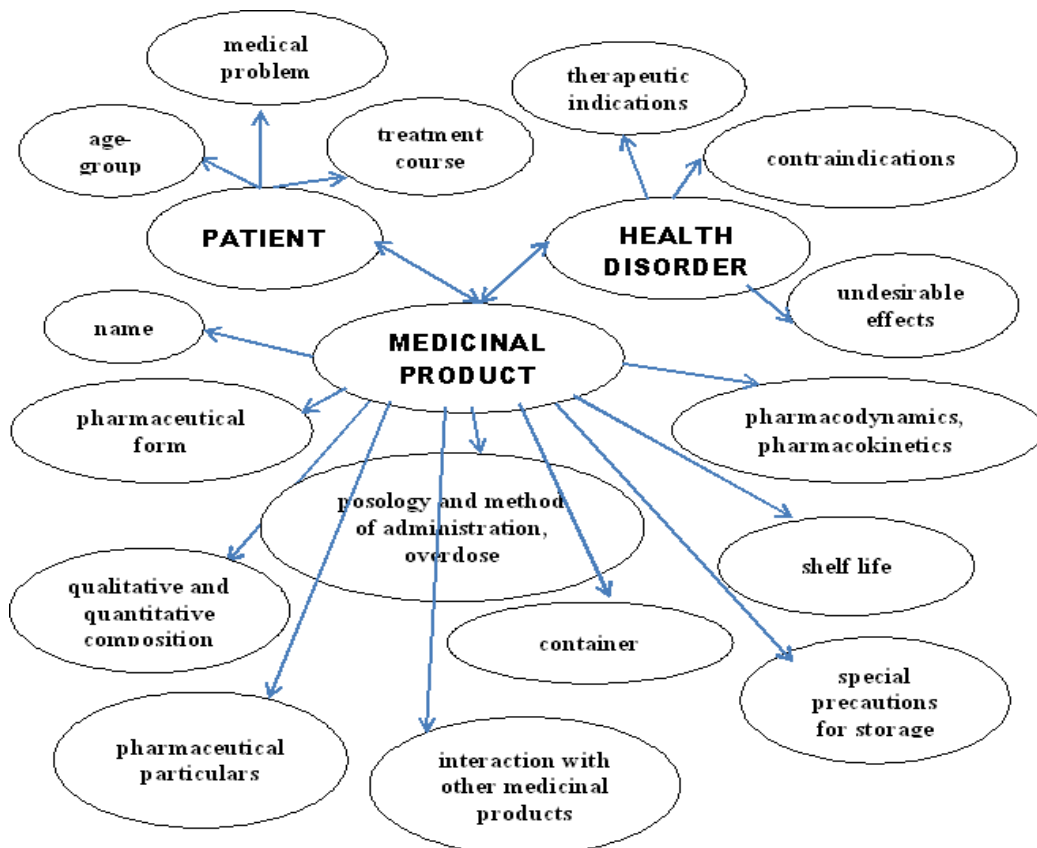 medical
problem
therapeutic
indications
age-
group
treatment
course
contraindications
PATIENT
HEALTH
DISORDER
undesirable
effects
name
MEDICINAL
PRODUCT
pharmaceutical
form
pharmacodynamics,
pharmacokinetics
posology and method
of administration,
overdose
shelf life
qualitative and
quantitative
composition
container
special
precautions
for storage
pharmaceutical
particulars
interaction with
other medicinal
products